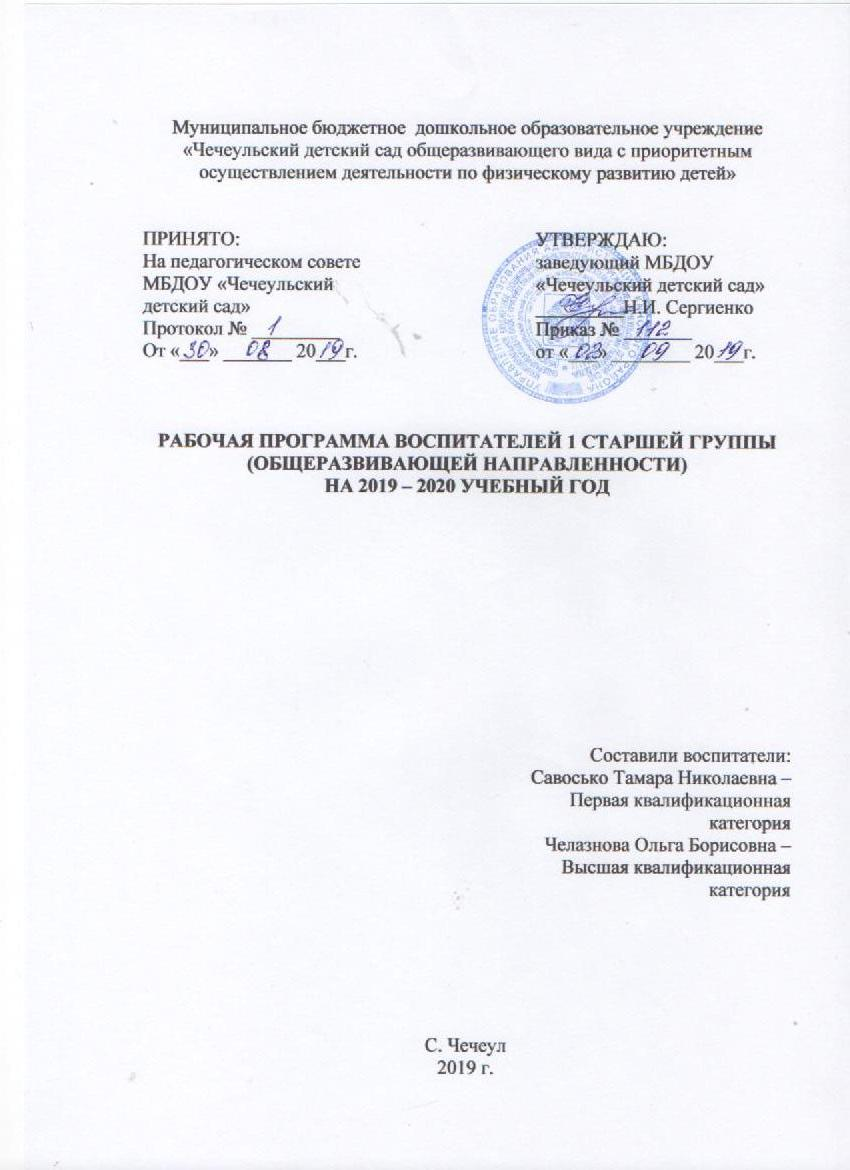 Муниципальное бюджетное дошкольное образовательное учреждение
«Чечеульский детский сад общеразвивающего вида с приоритетным
осуществлением деятельности по физическому развитию детей»
ПРИНЯТО:
На педагогическом совете
МБДОУ «Чечеульский
детский сад»
Протокол № 1
От «30» 08 2019г.
УТВЕРЖДАЮ:
заведующий МБДОУ
«Чечеульский детский сад»
Н.И. Сергиенко
Приказ № 112
от «03» 09 2019г.
РАБОЧАЯ ПРОГРАММА ВОСПИТАТЕЛЕЙ 1 СТАРШЕЙ ГРУППЫ
(ОБЩЕРАЗВИВАЮЩЕЙ НАПРАВЛЕННОСТИ)
НА 2019 – 2020 УЧЕБНЫЙ ГОД
Составили воспитатели:
Савосько Тамара Николаевна –
Первая квалификационная
категория
Челазнова Ольга Борисовна –
Высшая квалификационная
категория
С. Чечеул
2019 г.